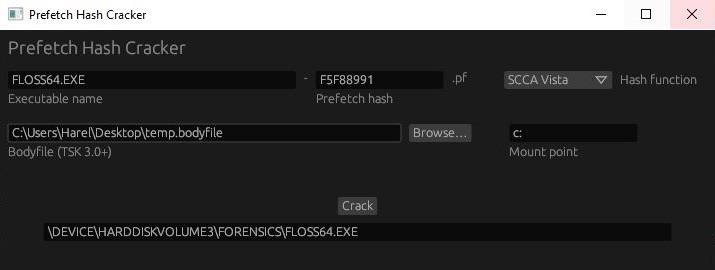 Prefetch Hash Cracker
Prefetch Hash Cracker
FLOSS64.EXE - F5F88991 .pf SCCA Vista Hash function
Executable name Prefetch hash
C:\Users\Harel\Desktop\temp.bodyfile Browse... c:
Bodyfile (TSK 3.0+) Mount point
Crack
\DEVICE\HARDDISKVOLUME3\FORENSICS\FLOSS64.EXE